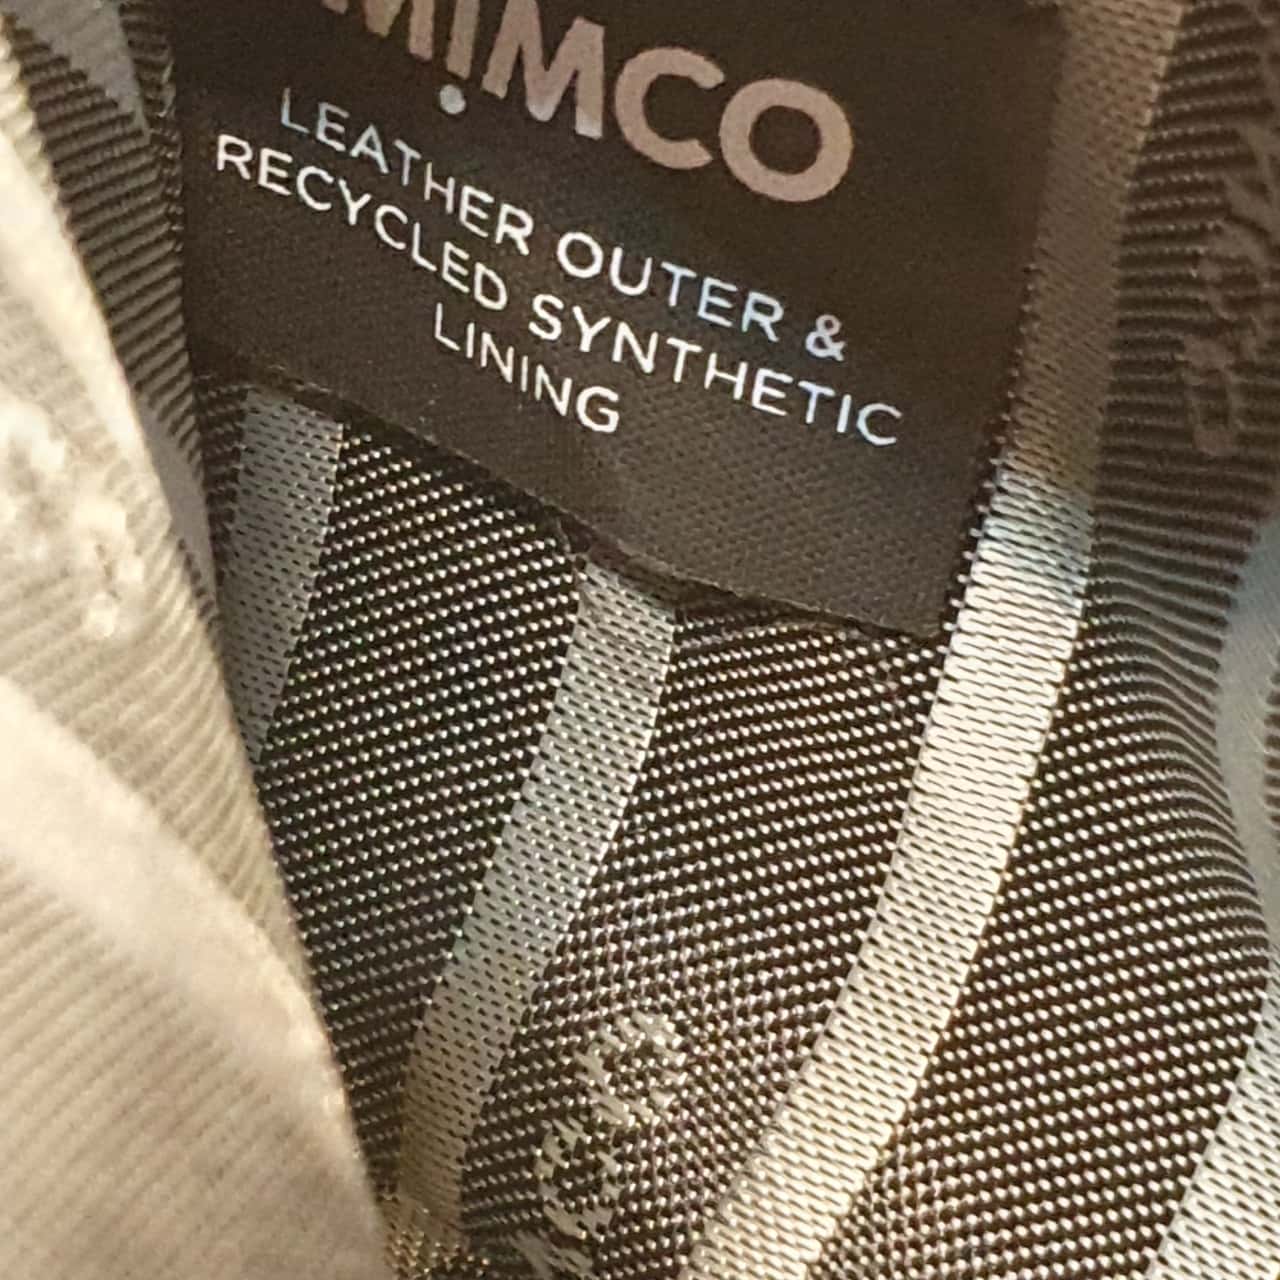 MIMCO
LEATHER OUTER &
RECYCLED SYNTHETIC
LINING